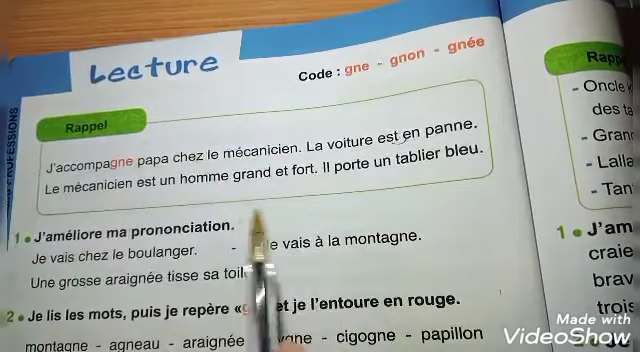 Lecture
Code : gne - gnon - gnée
Rappel
J'accompagne papa chez le mécanicien. La voiture est en panne.
Le mécanicien est un homme grand et fort. Il porte un tablier bleu.
1 • J'améliore ma prononciation.
Je vais chez le boulanger. - Je vais à la montagne.
Une grosse araignée tisse sa
2 • Je lis les mots, puis je repère « et je l'entoure en rouge.
montagne - agneau - araignée - cigogne - papillon
PROFESSIONS
Rapp
- Oncle
des ta
- Gran
- Lalla
- Tan
1 • J'am
craie
brav
trois
Made with
VideoShow